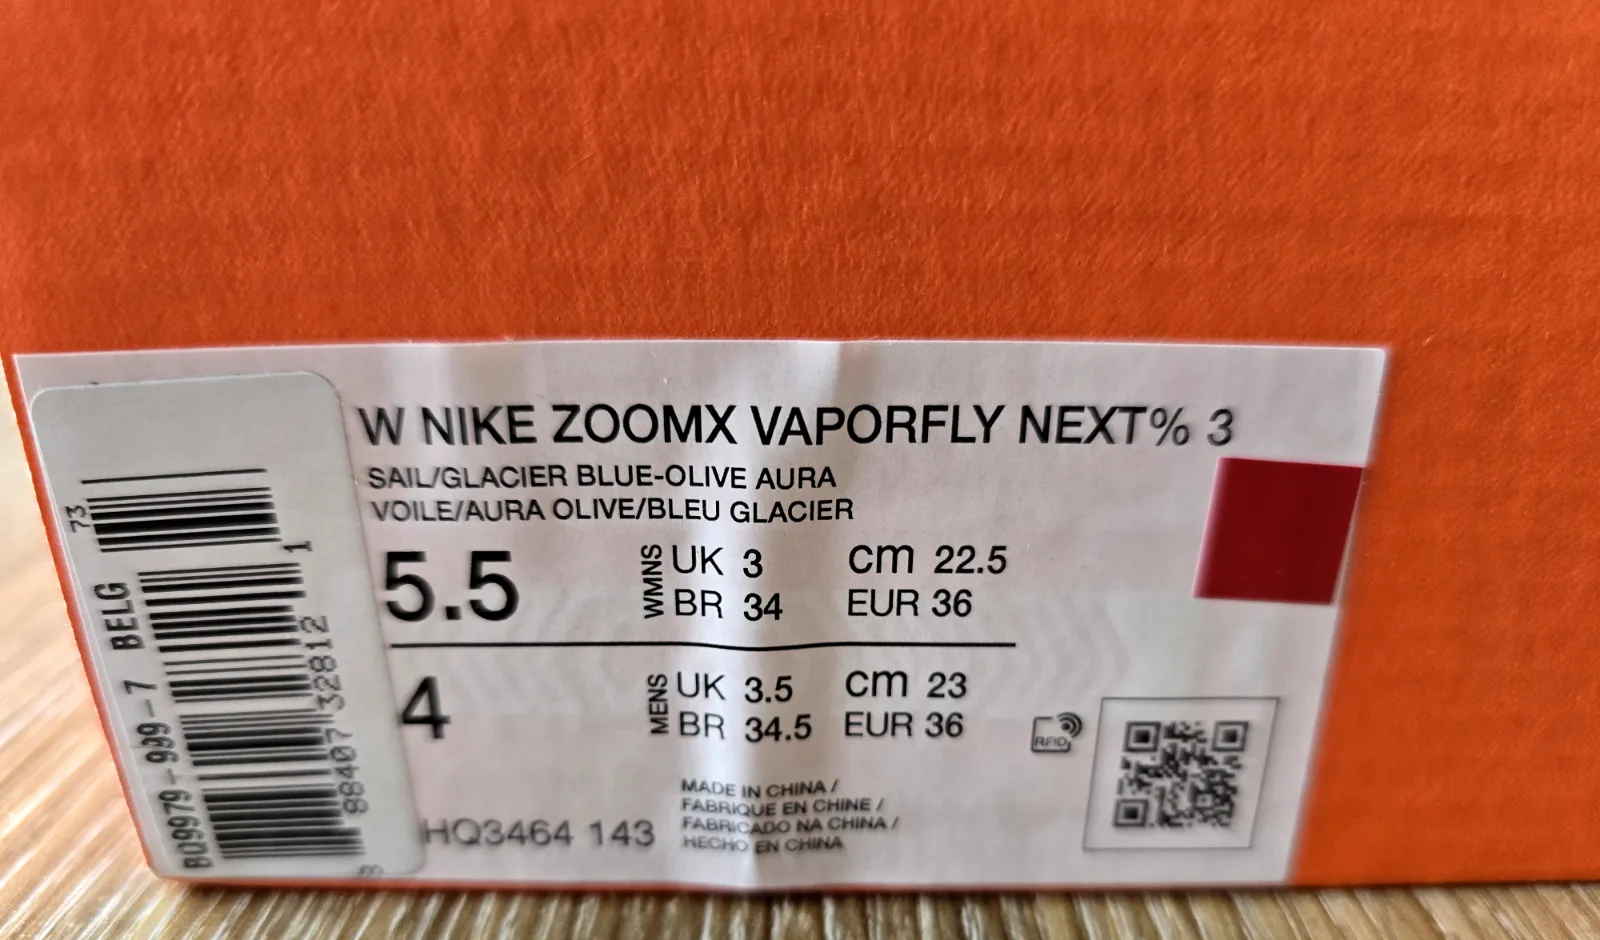 W NIKE ZOOMX VAPORFLY NEXT% 3
SAIL/GLACIER BLUE-OLIVE AURA
VOILE/AURA OLIVE/BLEU GLACIER
5.5 WMNS UK 3 cm 22.5
BR 34 EUR 36
4 MENS UK 3.5 cm 23
BR 34.5 EUR 36
RFID
HQ3464 143
MADE IN CHINA /
FABRIQUE EN CHINE /
FABRICADO NA CHINA /
HECHO EN CHINA
BQ9979-999-7 BELG
73
88407 32812
1